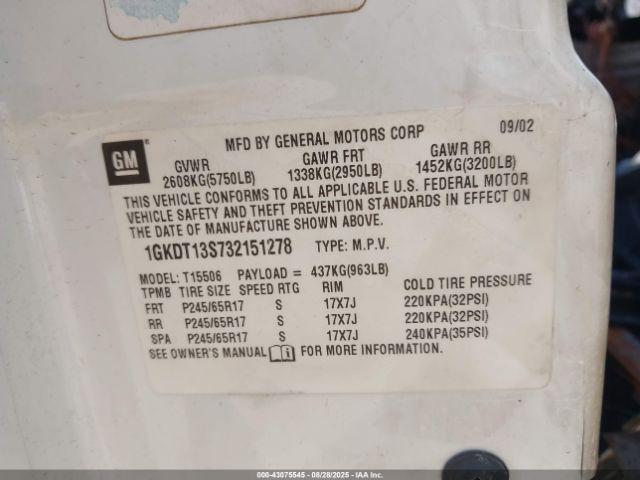 GM ®
MFD BY GENERAL MOTORS CORP 09/02
GVWR GAWR FRT GAWR RR
2608KG(5750LB) 1338KG(2950LB) 1452KG(3200LB)
THIS VEHICLE CONFORMS TO ALL APPLICABLE U.S. FEDERAL MOTOR
VEHICLE SAFETY AND THEFT PREVENTION STANDARDS IN EFFECT ON
THE DATE OF MANUFACTURE SHOWN ABOVE.
1GKDT13S732151278 TYPE: M.P.V.
MODEL: T15506 PAYLOAD = 437KG(963LB)
TPMB TIRE SIZE SPEED RTG RIM COLD TIRE PRESSURE
FRT P245/65R17 S 17X7J 220KPA(32PSI)
RR P245/65R17 S 17X7J 220KPA(32PSI)
SPA P245/65R17 S 17X7J 240KPA(35PSI)
SEE OWNER'S MANUAL FOR MORE INFORMATION.
000-43075545 - 08/28/2025 - IAAI.COM